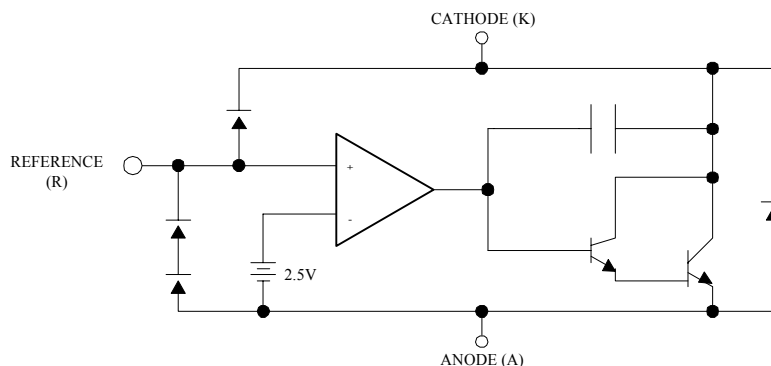 CATHODE (K)
REFERENCE
(R)
+
-
2.5V
ANODE (A)